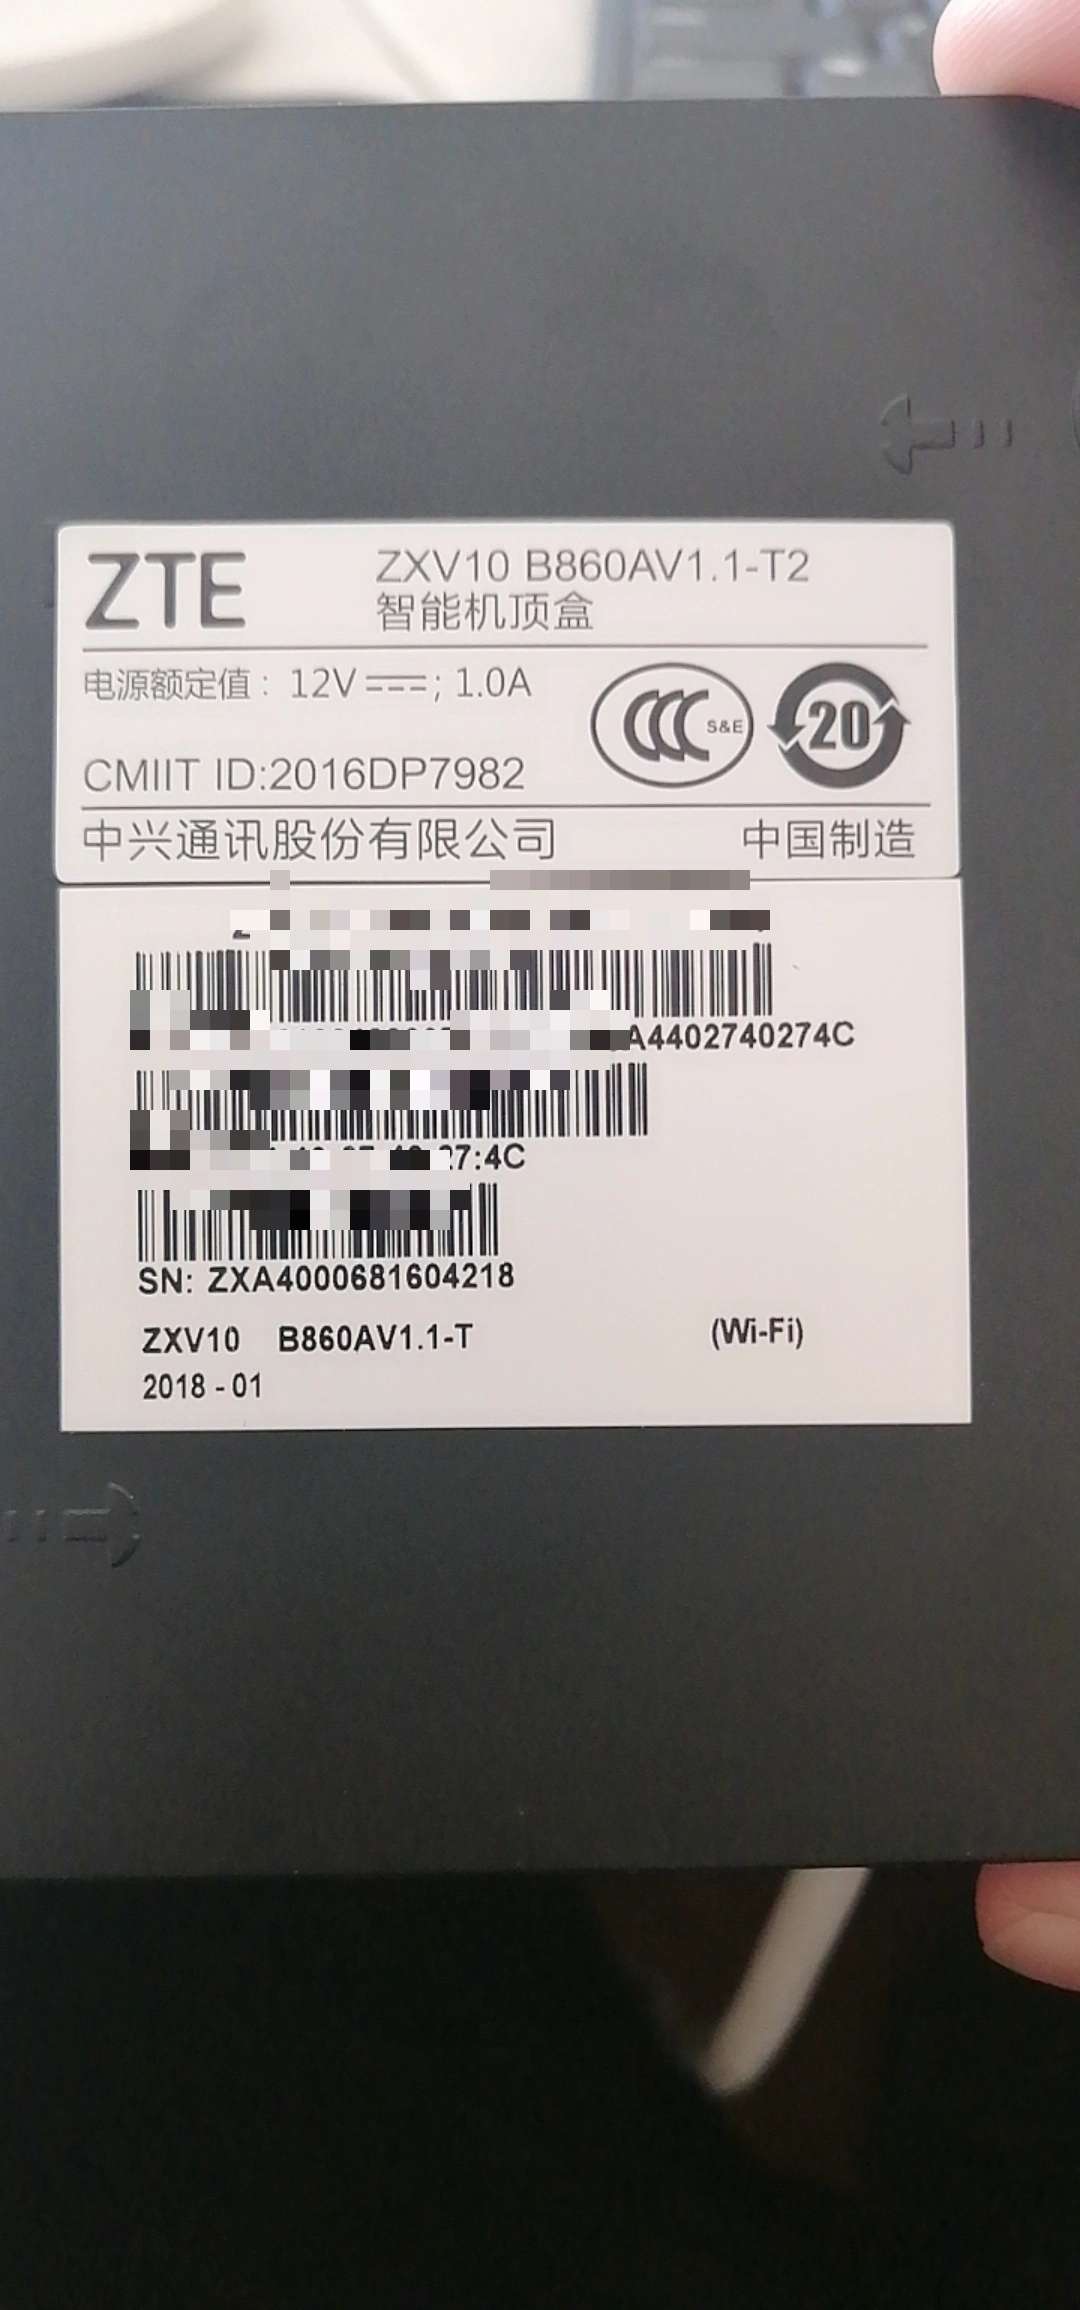 ZTE
ZXV10 B860AV1.1-T2
智能机顶盒
电源额定值: 12V⎓; 1.0A
S&E
20
CMIIT ID:2016DP7982
中兴通讯股份有限公司 中国制造
A4402740274C
27:4C
SN: ZXA4000681604218
ZXV10 B860AV1.1-T (Wi-Fi)
2018 - 01